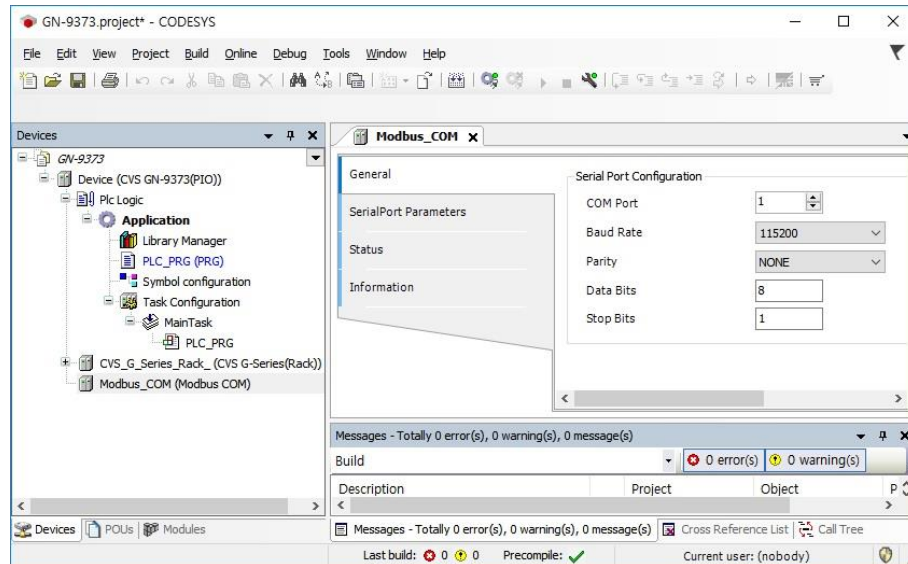 GN-9373.project* - CODESYS
File Edit View Project Build Online Debug Tools Window Help
Devices
GN-9373
Device (CVS GN-9373(PIO))
Plc Logic
Application
Library Manager
PLC_PRG (PRG)
Symbol configuration
Task Configuration
MainTask
PLC_PRG
CVS_G_Series_Rack_ (CVS G-Series(Rack))
Modbus_COM (Modbus COM)
Devices POUs Modules
Modbus_COM
General
SerialPort Parameters
Status
Information
Serial Port Configuration
COM Port 1
Baud Rate 115200
Parity NONE
Data Bits 8
Stop Bits 1
Messages - Totally 0 error(s), 0 warning(s), 0 message(s)
Build 0 error(s) 0 warning(s)
Description Project Object P
Messages - Totally 0 error(s), 0 warning(s), 0 message(s) Cross Reference List Call Tree
Last build: 0 0 Precompile: Current user: (nobody)